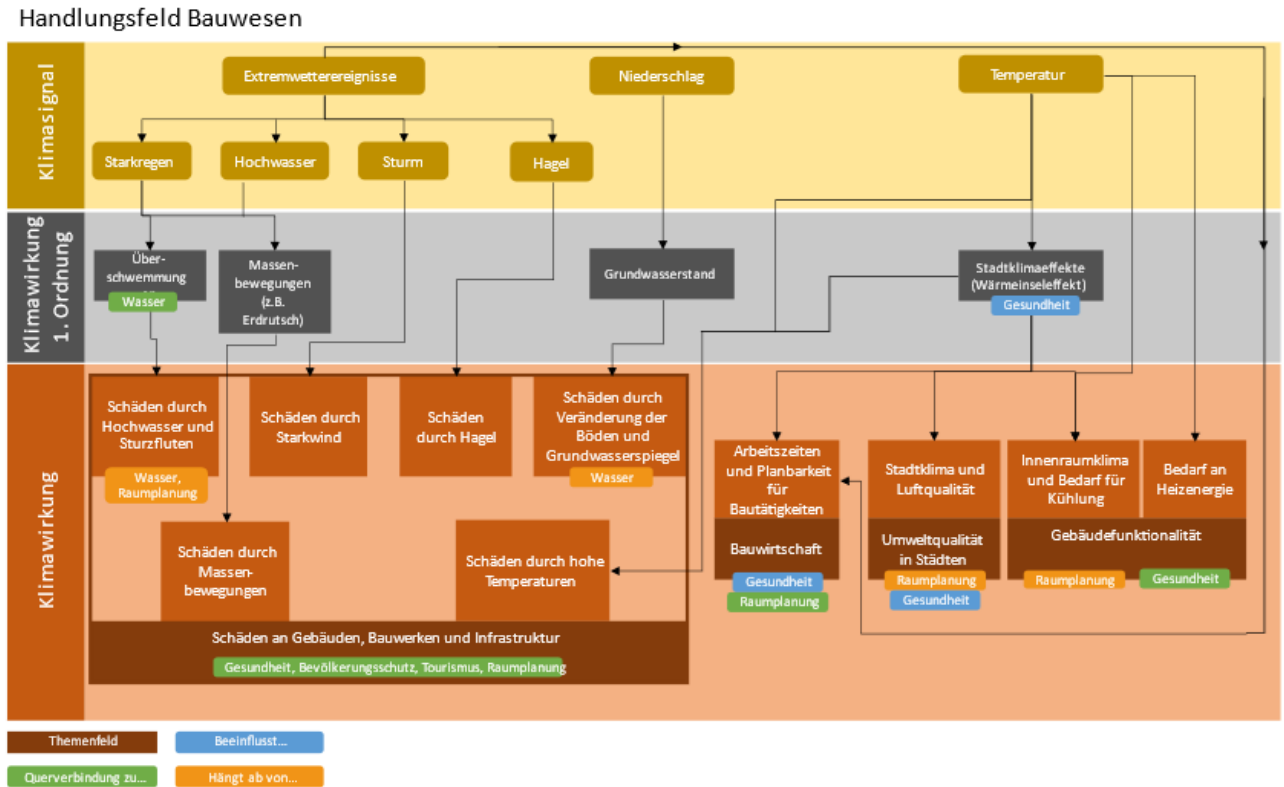 Handlungsfeld Bauwesen
Klimasignal
Extremwetterereignisse
Niederschlag
Temperatur
Starkregen
Hochwasser
Sturm
Hagel
Klimawirkung
1. Ordnung
Über-
schwemmung
Wasser
Massen-
bewegungen
(z.B.
Erdrutsch)
Grundwasserstand
Stadtklimaeffekte
(Wärmeinseleffekt)
Gesundheit
Klimawirkung
Schäden durch
Hochwasser und
Sturzfluten
Wasser,
Raumplanung
Schäden durch
Starkwind
Schäden
durch Hagel
Schäden durch
Veränderung der
Böden und
Grundwasserspiegel
Wasser
Schäden durch
Massen-
bewegungen
Schäden durch hohe
Temperaturen
Schäden an Gebäuden, Bauwerken und Infrastruktur
Gesundheit, Bevölkerungsschutz, Tourismus, Raumplanung
Arbeitszeiten
und Planbarkeit
für
Bautätigkeiten
Bauwirtschaft
Gesundheit
Raumplanung
Stadtklima und
Luftqualität
Umweltqualität
in Städten
Raumplanung
Gesundheit
Innenraumklima
und Bedarf für
Kühlung
Bedarf an
Heizenergie
Gebäudefunktionalität
Raumplanung
Gesundheit
Themenfeld
Beeinflusst...
Querverbindung zu...
Hängt ab von...